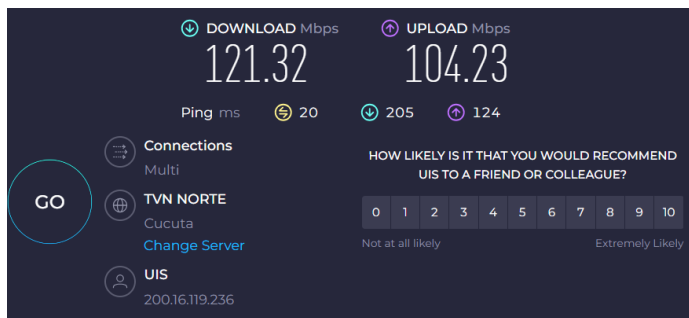 DOWNLOAD Mbps
UPLOAD Mbps
121.32
104.23
Ping ms 20 205 124
GO
Connections
Multi
TVN NORTE
Cucuta
Change Server
UIS
200.16.119.236
HOW LIKELY IS IT THAT YOU WOULD RECOMMEND
UIS TO A FRIEND OR COLLEAGUE?
0 1 2 3 4 5 6 7 8 9 10
Not at all likely
Extremely Likely